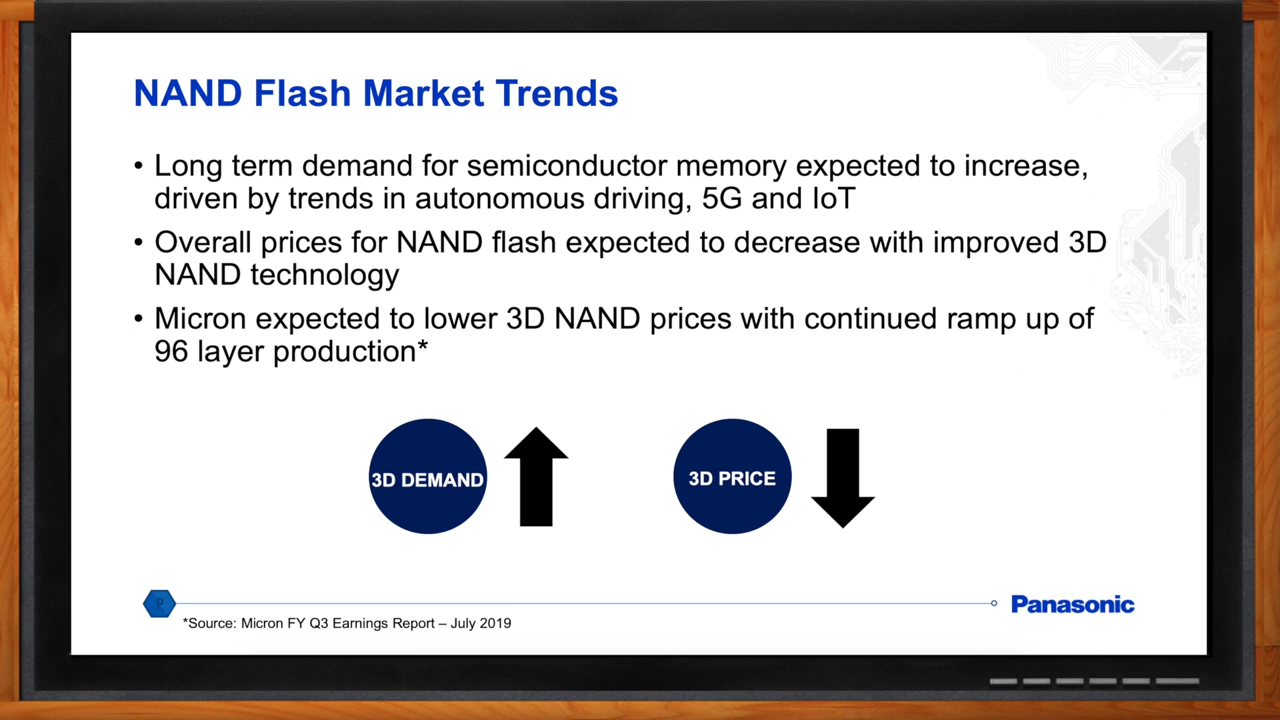 NAND Flash Market Trends
• Long term demand for semiconductor memory expected to increase,
driven by trends in autonomous driving, 5G and IoT
• Overall prices for NAND flash expected to decrease with improved 3D
NAND technology
• Micron expected to lower 3D NAND prices with continued ramp up of
96 layer production*
3D DEMAND
3D PRICE
P
Panasonic
*Source: Micron FY Q3 Earnings Report – July 2019